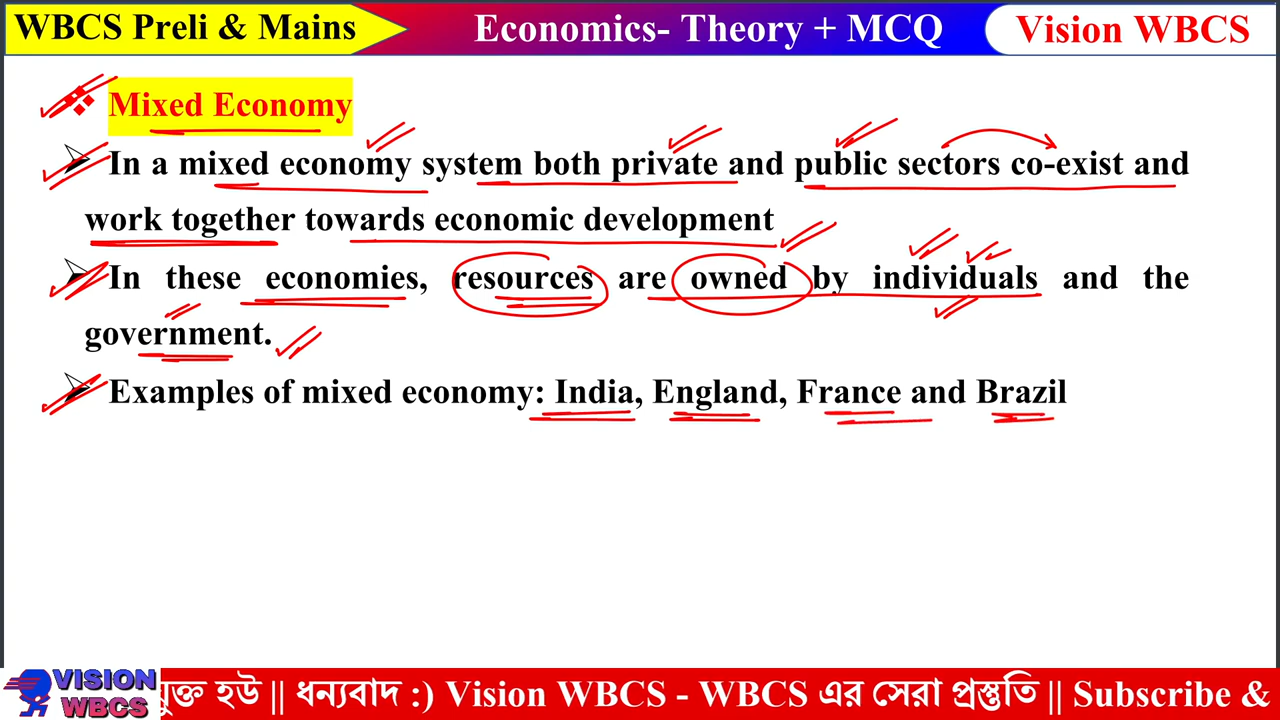 WBCS Preli & Mains
Economics- Theory + MCQ
Vision WBCS
Mixed Economy
In a mixed economy system both private and public sectors co-exist and
work together towards economic development
In these economies, resources are owned by individuals and the
government.
Examples of mixed economy: India, England, France and Brazil
VISION
WBCS
যুক্ত হউ || ধন্যবাদ :) Vision WBCS - WBCS এর সেরা প্রস্তুতি || Subscribe &